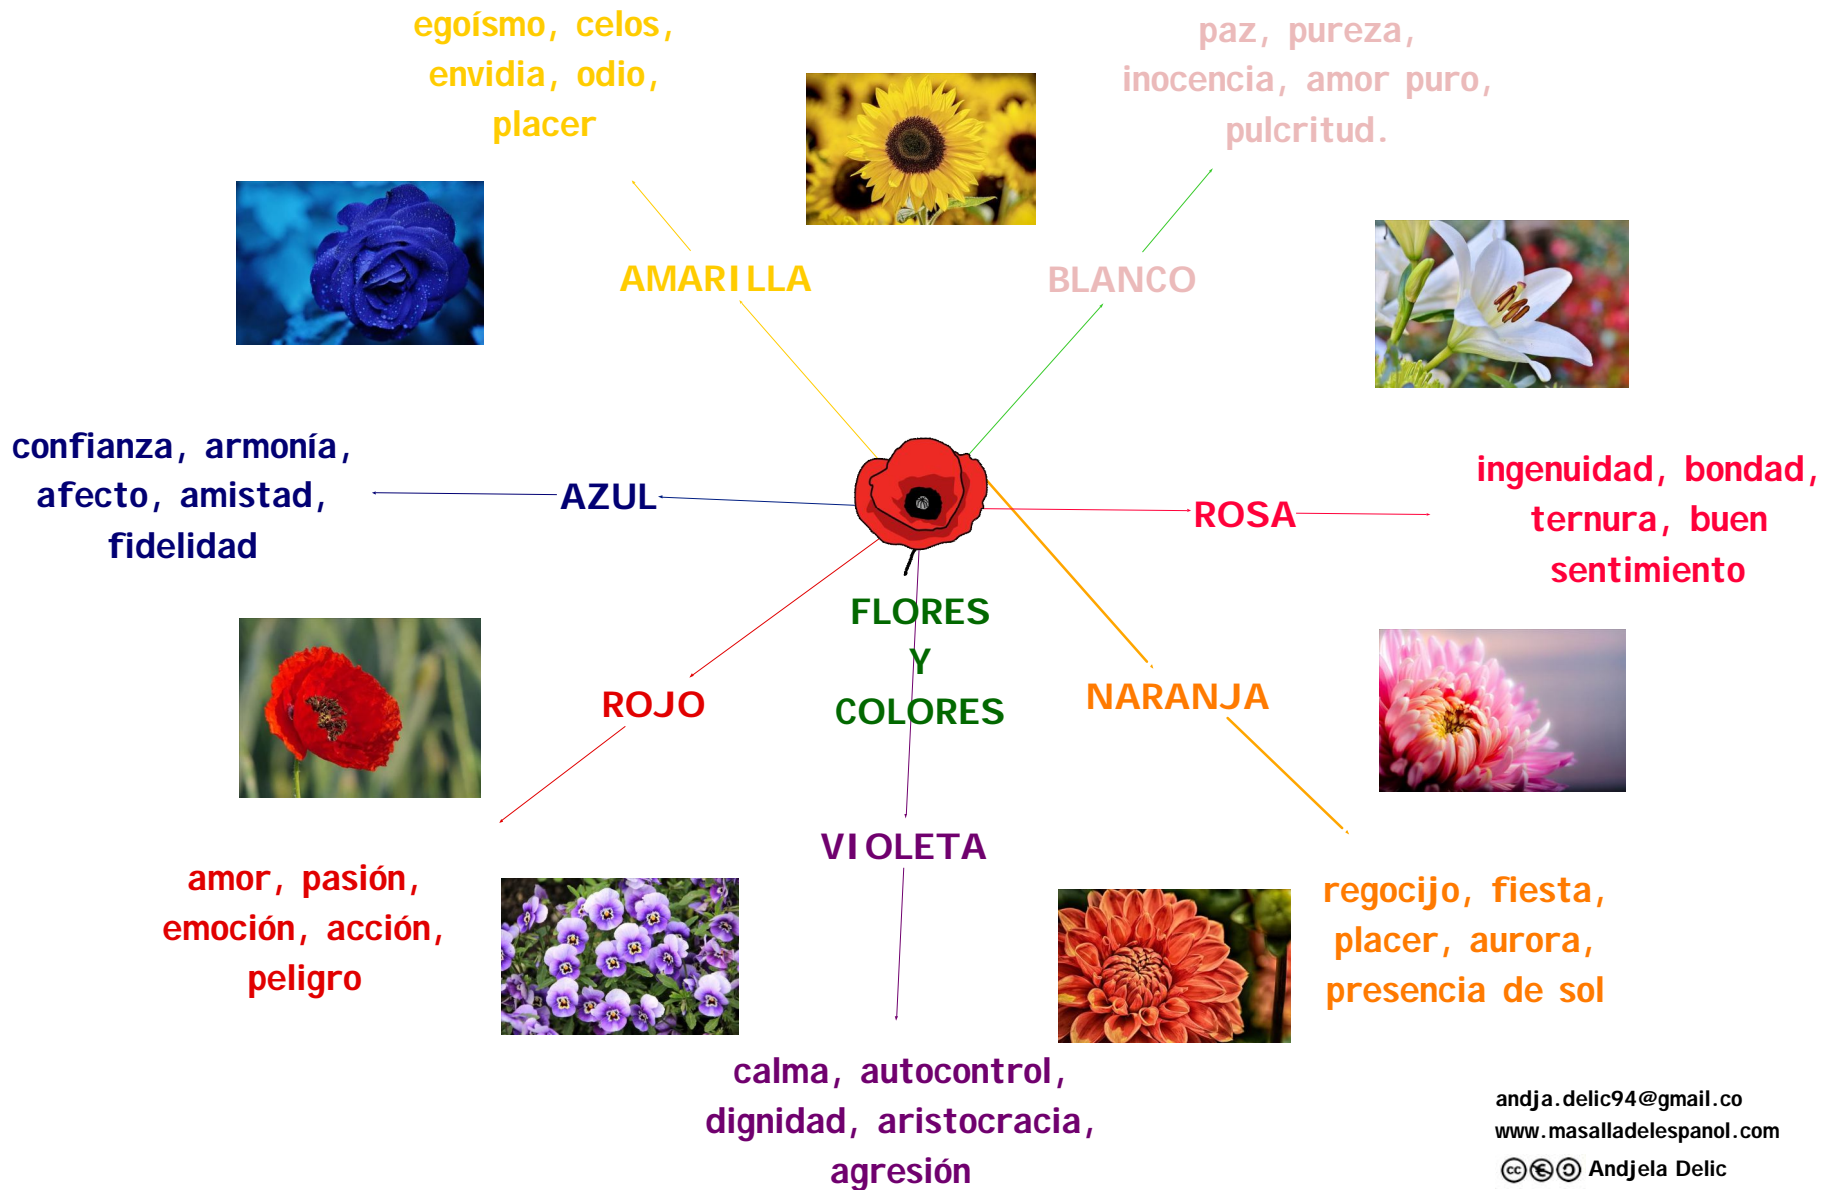 egoísmo, celos,
envidia, odio,
placer
paz, pureza,
inocencia, amor puro,
pulcritud.
AMARILLA
BLANCO
confianza, armonía,
afecto, amistad,
fidelidad
AZUL
ROSA
ingenuidad, bondad,
ternura, buen
sentimiento
FLORES
Y
COLORES
ROJO
NARANJA
VIOLETA
amor, pasión,
emoción, acción,
peligro
regocijo, fiesta,
placer, aurora,
presencia de sol
calma, autocontrol,
dignidad, aristocracia,
agresión
andja.delic94@gmail.co
www.masalladelespanol.com
cc Andjela Delic